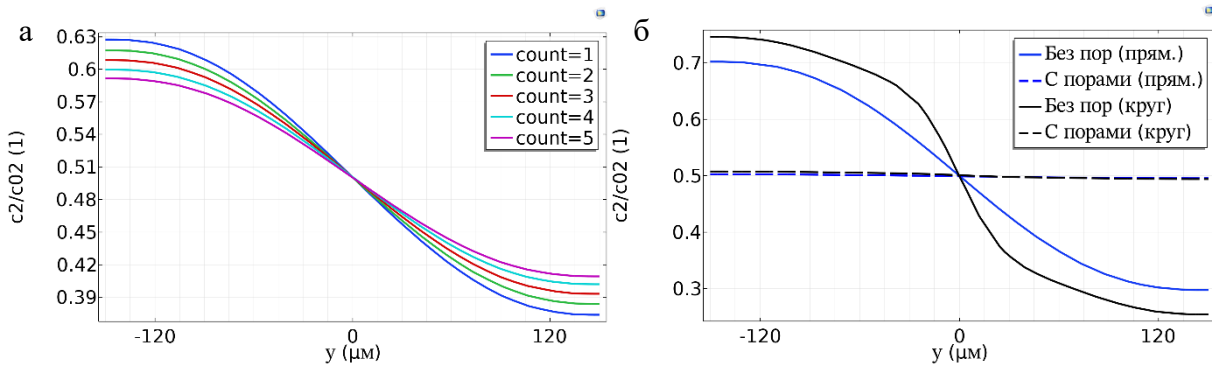 а
0.63
0.6
0.57
0.54
0.51
0.48
0.45
0.42
0.39
c2/c02 (1)
-120
0
120
y (μм)
count=1
count=2
count=3
count=4
count=5
б
0.7
0.6
0.5
0.4
0.3
c2/c02 (1)
-120
0
120
y (μм)
Без пор (прям.)
С порами (прям.)
Без пор (круг)
С порами (круг)